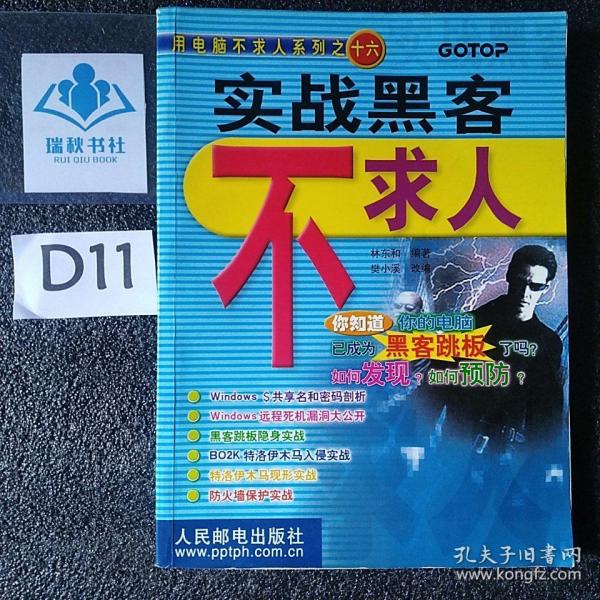 用电脑不求人系列之十六
GOTOP
实战黑客
不求人
瑞秋书社
RUI QIU BOOK
D11
林东和 编著
樊小溪 改编
你知道 你的电脑
已成为 黑客跳板 了吗?
如何发现? 如何预防?
Windows $共享名和密码剖析
Windows远程死机漏洞大公开
黑客跳板隐身实战
BO2K特洛伊木马入侵实战
特洛伊木马现形实战
防火墙保护实战
人民邮电出版社
www.pptph.com.cn
孔夫子旧书网
www.kongfz.com